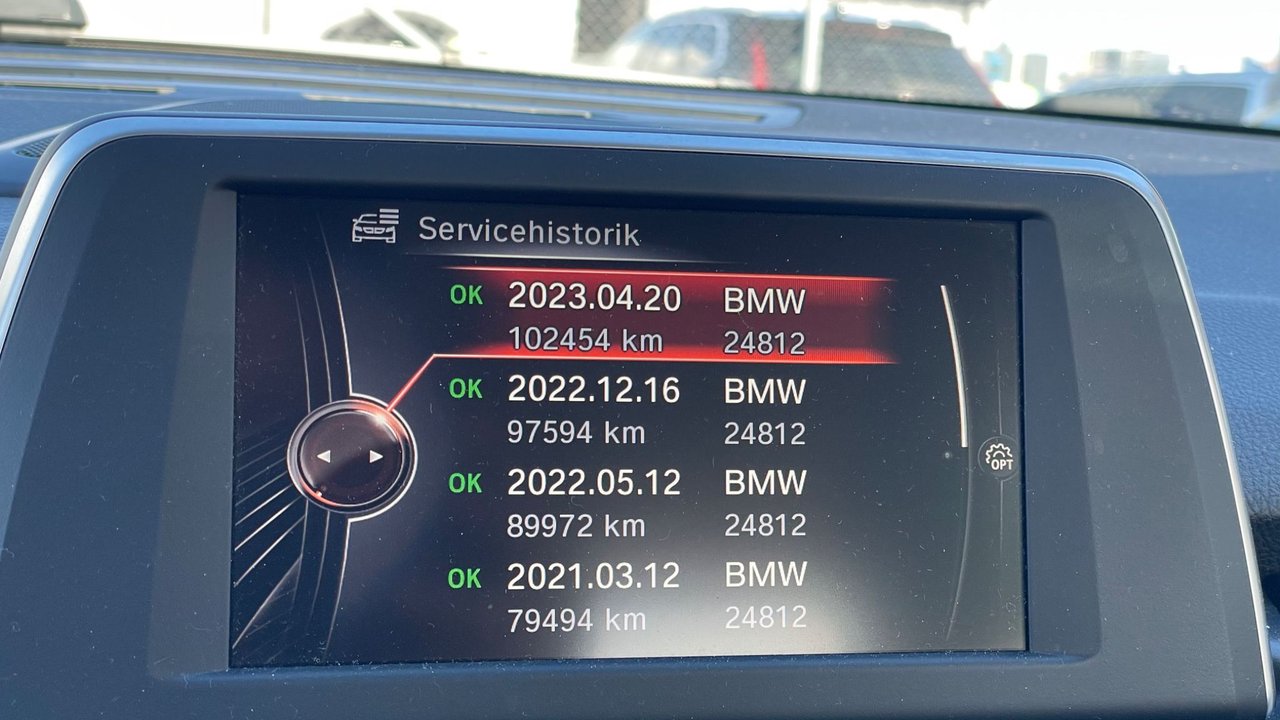 Servicehistorik
OK 2023.04.20 BMW
102454 km 24812
OK 2022.12.16 BMW
97594 km 24812
OK 2022.05.12 BMW
89972 km 24812
OPT
OK 2021.03.12 BMW
79494 km 24812